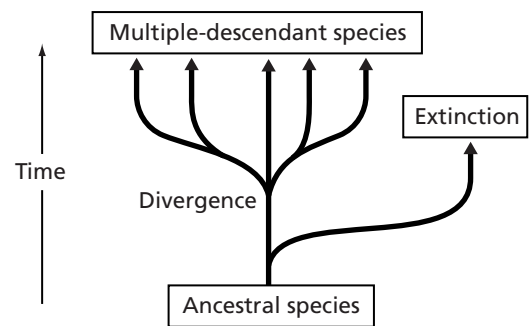 Multiple-descendant species
Extinction
Time
Divergence
Ancestral species